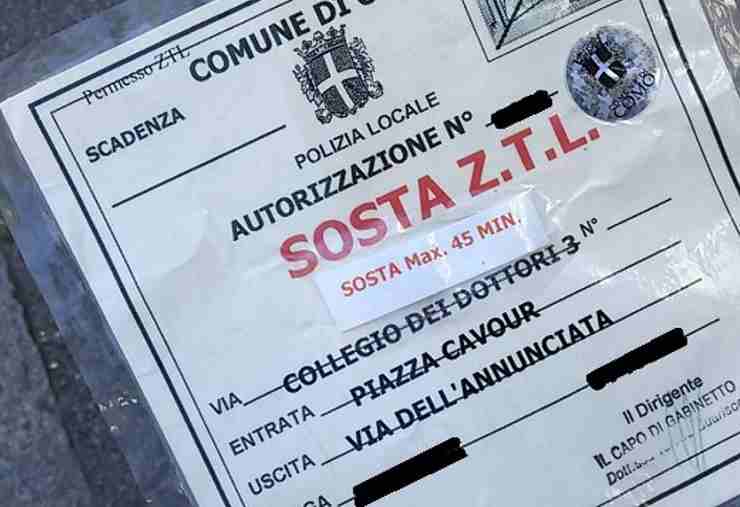 Permesso ZTL
COMUNE DI
COMO
SCADENZA
POLIZIA LOCALE
AUTORIZZAZIONE N°
SOSTA Z.T.L.
SOSTA Max. 45 MIN.
VIA COLLEGIO DEI DOTTORI 3 N°
ENTRATA PIAZZA CAVOUR
USCITA VIA DELL'ANNUNCIATA
Il Dirigente
IL CAPO DI GABINETTO